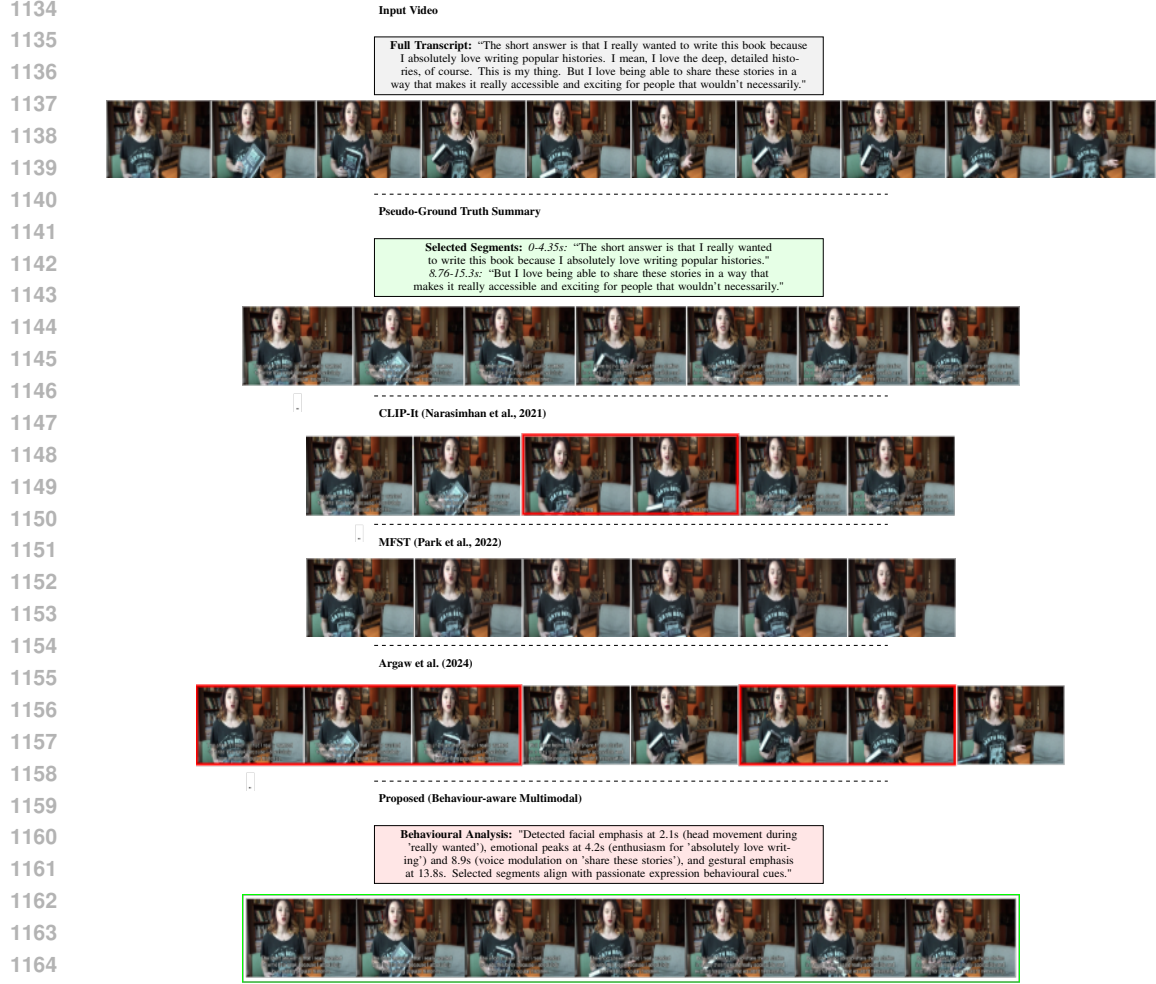 1134
Input Video
1135
Full Transcript: “The short answer is that I really wanted to write this book because
I absolutely love writing popular histories. I mean, I love the deep, detailed histo-
1136
ries, of course. This is my thing. But I love being able to share these stories in a
way that makes it really accessible and exciting for people that wouldn’t necessarily."
1137
1138
1139
1140
Pseudo-Ground Truth Summary
1141
Selected Segments: 0-4.35s: “The short answer is that I really wanted
1142
to write this book because I absolutely love writing popular histories."
8.76-15.3s: “But I love being able to share these stories in a way that
1143
makes it really accessible and exciting for people that wouldn’t necessarily."
1144
1145
1146
CLIP-It (Narasimhan et al., 2021)
1147
1148
1149
1150
MFST (Park et al., 2022)
1151
1152
1153
1154
Argaw et al. (2024)
1155
1156
1157
1158
Proposed (Behaviour-aware Multimodal)
1159
1160
Behavioural Analysis: "Detected facial emphasis at 2.1s (head movement during
’really wanted’), emotional peaks at 4.2s (enthusiasm for ’absolutely love writ-
1161
ing’) and 8.9s (voice modulation on ’share these stories’), and gestural emphasis
at 13.8s. Selected segments align with passionate expression behavioural cues."
1162
1163
1164